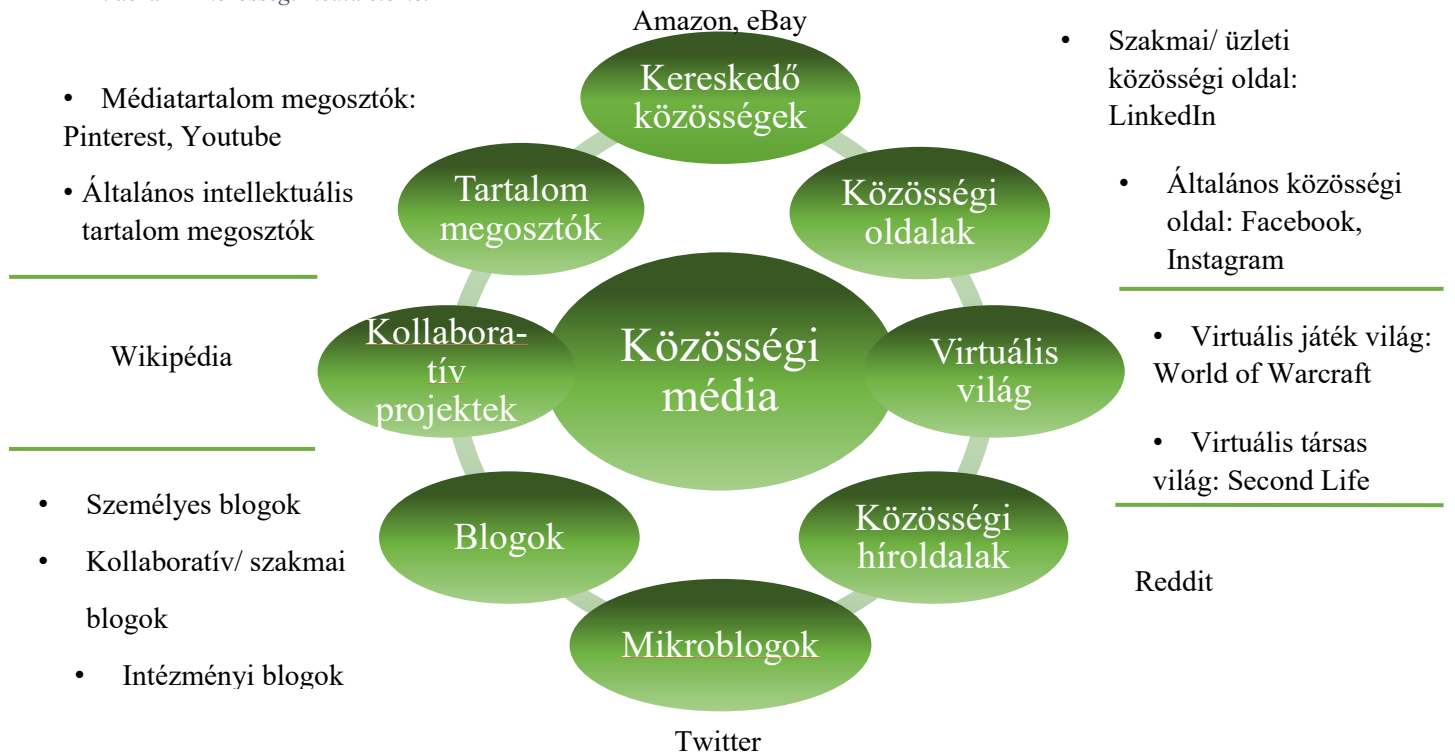 Amazon, eBay
Kereskedő
közösségek
• Szakmai/ üzleti
közösségi oldal:
LinkedIn
• Médiatartalom megosztók:
Pinterest, Youtube
• Általános intellektuális
tartalom megosztók
Tartalom
megosztók
Közösségi
oldalak
• Általános közösségi
oldal: Facebook,
Instagram
Wikipédia
Kollabora-
tív
projektek
Közösségi
média
Virtuális
világ
• Virtuális játék világ:
World of Warcraft
• Virtuális társas
világ: Second Life
• Személyes blogok
• Kollaboratív/ szakmai
blogok
• Intézményi blogok
Blogok
Közösségi
híroldalak
Reddit
Mikroblogok
Twitter